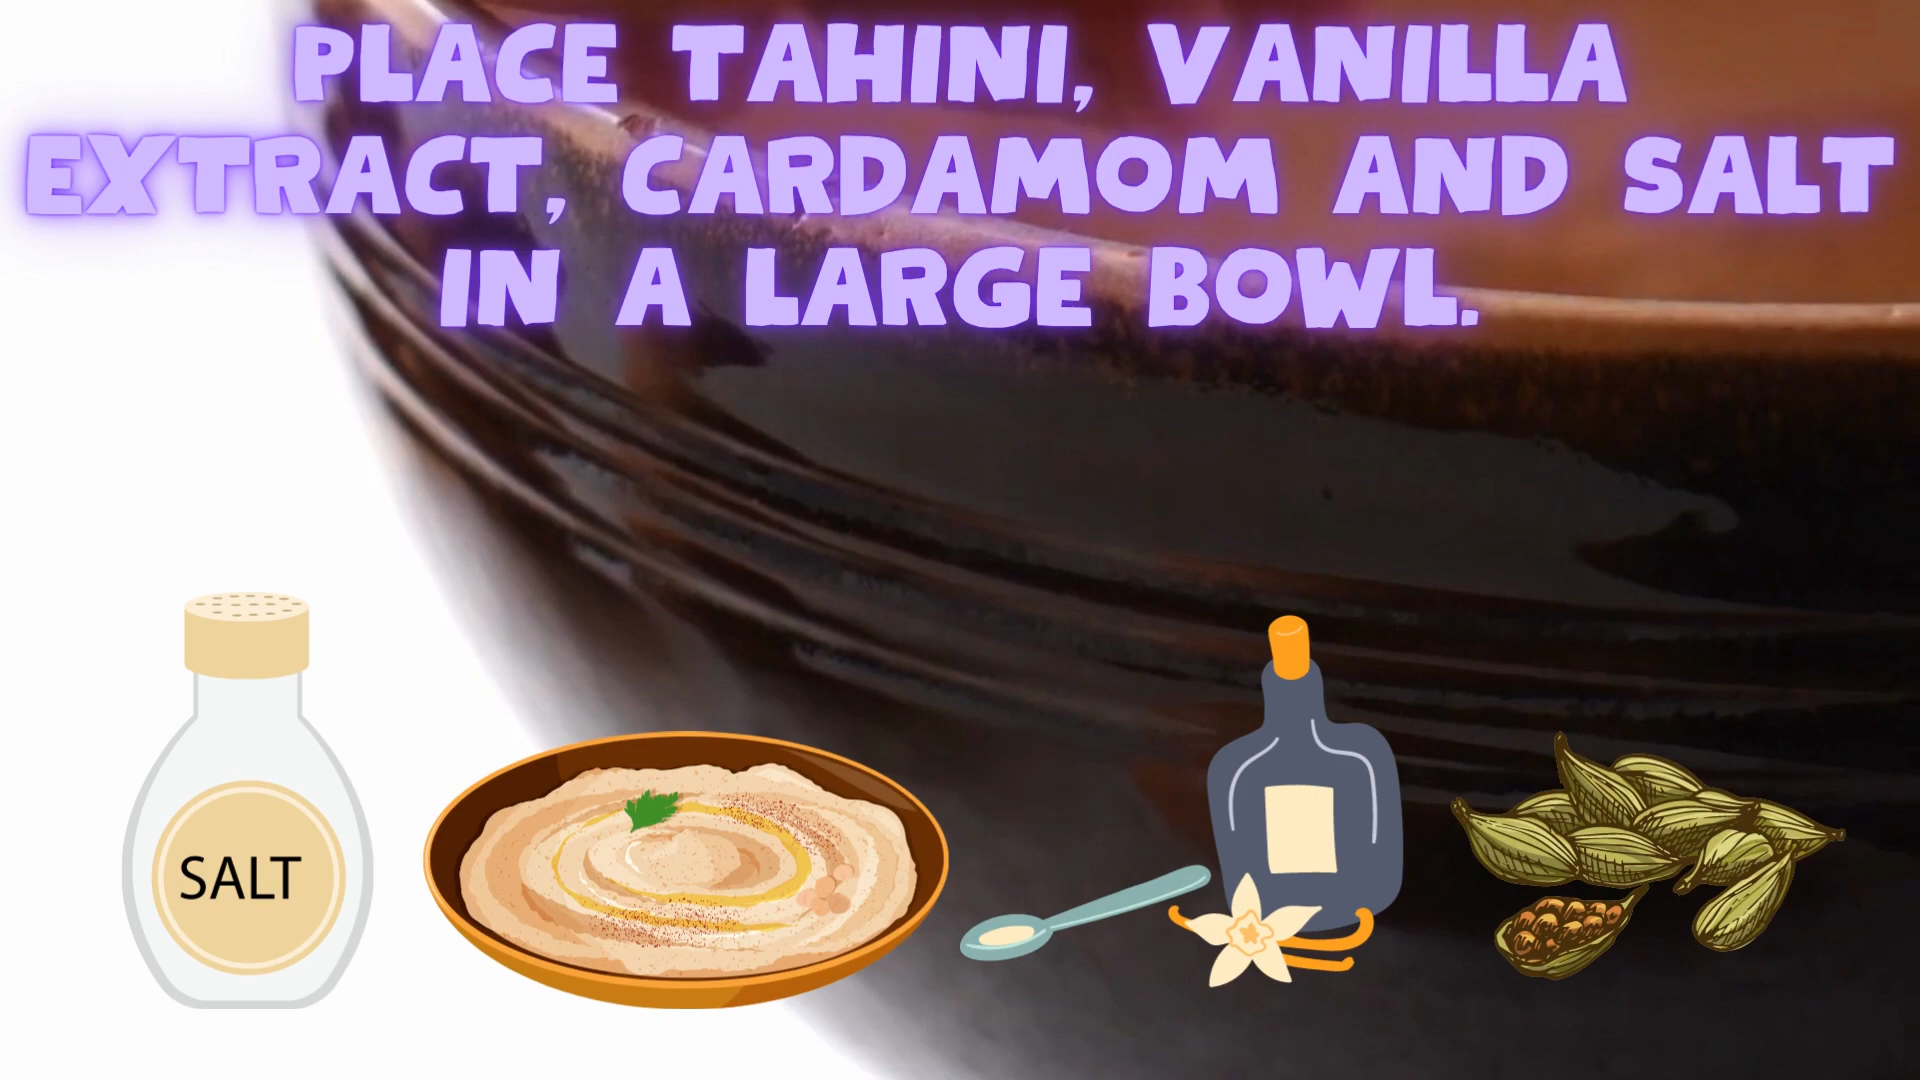 PLACE TAHINI, VANILLA
EXTRACT, CARDAMOM AND SALT
IN A LARGE BOWL.
SALT